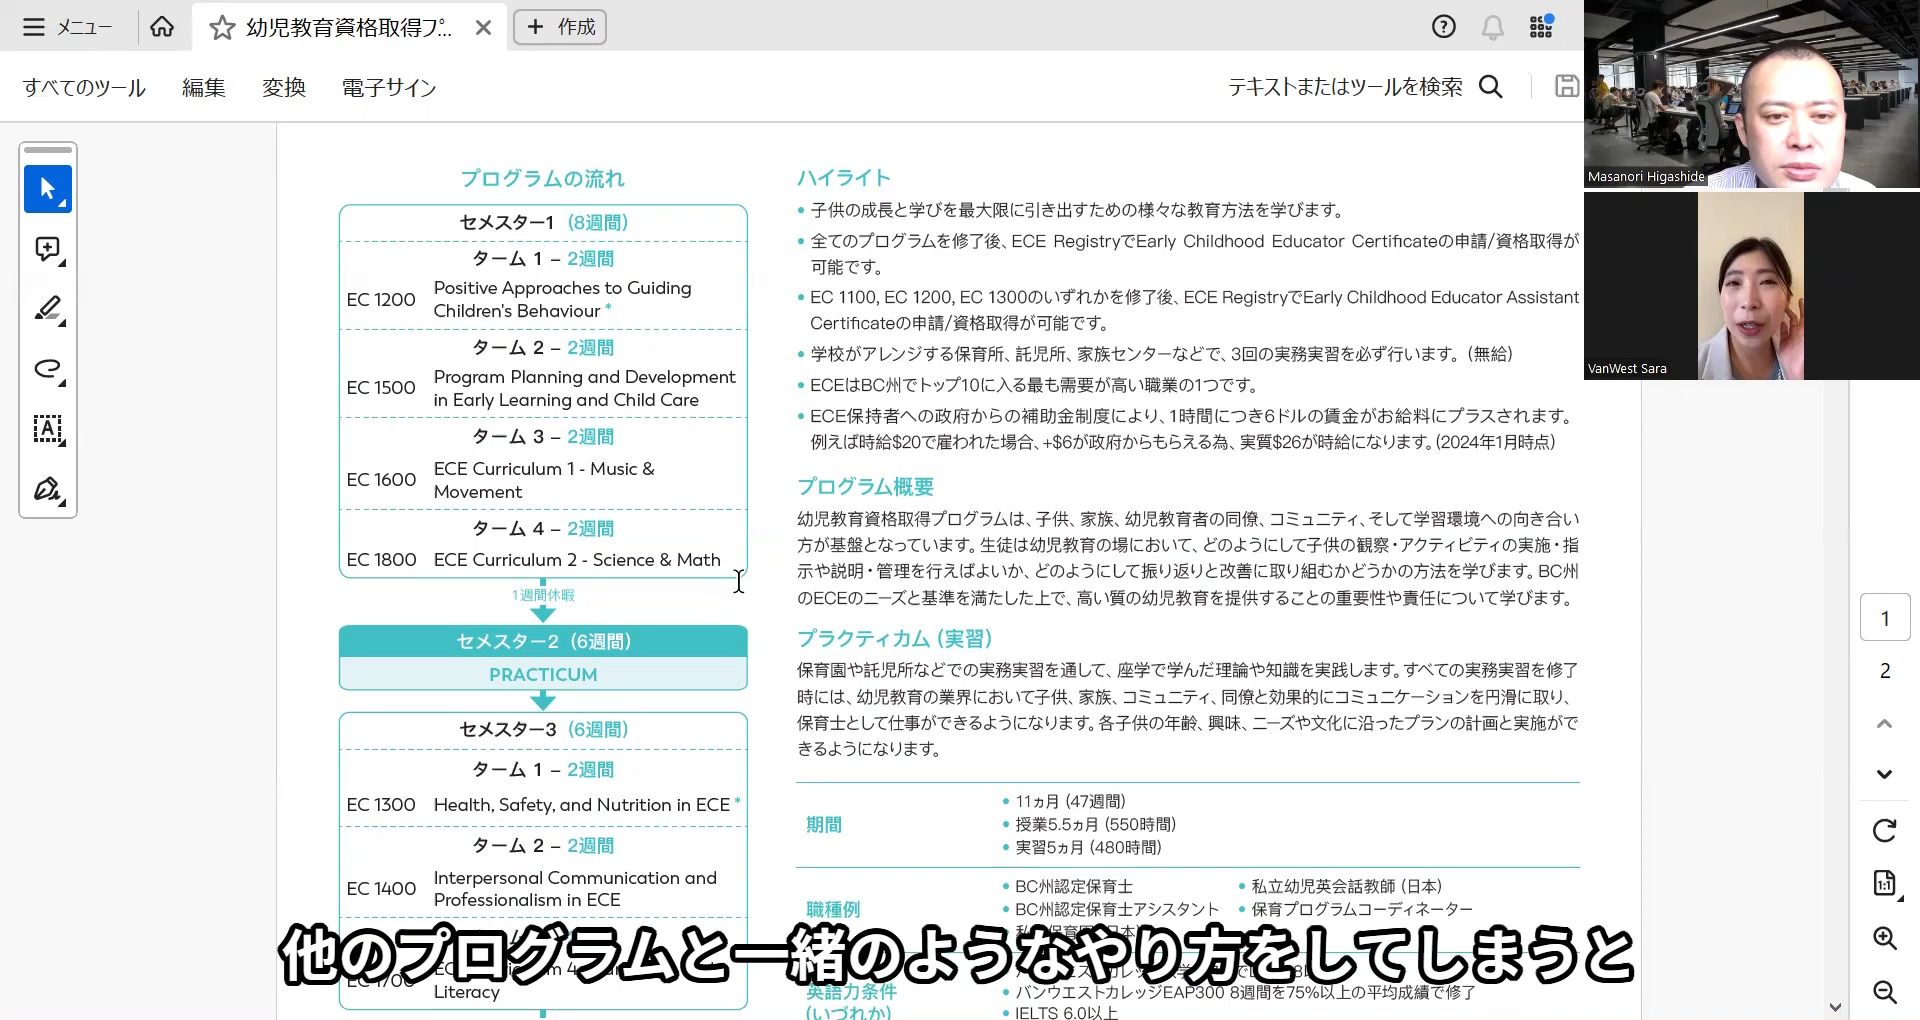 メニュー
幼児教育資格取得プ...
作成
すべてのツール
編集
変換
電子サイン
テキストまたはツールを検索
Masanori Higashide
VanWest Sara
プログラムの流れ
セメスター1（8週間）
ターム 1 – 2週間
EC 1200
Positive Approaches to Guiding
Children's Behaviour *
ターム 2 – 2週間
EC 1500
Program Planning and Development
in Early Learning and Child Care
ターム 3 – 2週間
EC 1600
ECE Curriculum 1 - Music &
Movement
ターム 4 – 2週間
EC 1800
ECE Curriculum 2 - Science & Math
1週間休暇
セメスター2（6週間）
PRACTICUM
セメスター3（6週間）
ターム 1 – 2週間
EC 1300
Health, Safety, and Nutrition in ECE *
ターム 2 – 2週間
EC 1400
Interpersonal Communication and
Professionalism in ECE
Literacy
ハイライト
• 子供の成長と学びを最大限に引き出すための様々な教育方法を学びます。
• 全てのプログラムを修了後、ECE RegistryでEarly Childhood Educator Certificateの申請/資格取得が
可能です。
• EC 1100, EC 1200, EC 1300のいずれかを修了後、ECE RegistryでEarly Childhood Educator Assistant
Certificateの申請/資格取得が可能です。
• 学校がアレンジする保育所、託児所、家族センターなどで、3回の実務実習を必ず行います。（無給）
• ECEはBC州でトップ10に入る最も需要が高い職業の1つです。
• ECE保持者への政府からの補助金制度により、1時間につき6ドルの賃金がお給料にプラスされます。
例えば時給$20で雇われた場合、+$6が政府からもらえる為、実質$26が時給になります。(2024年1月時点)
プログラム概要
幼児教育資格取得プログラムは、子供、家族、幼児教育者の同僚、コミュニティ、そして学習環境への向き合い
方が基盤となっています。生徒は幼児教育の場において、どのようにして子供の観察・アクティビティの実施・指
示や説明・管理を行えばよいか、どのようにして振り返りと改善に取り組むかどうかの方法を学びます。BC州
のECEのニーズと基準を満たした上で、高い質の幼児教育を提供することの重要性や責任について学びます。
プラクティカム（実習）
保育園や託児所などでの実務実習を通して、座学で学んだ理論や知識を実践します。すべての実務実習を修了
時には、幼児教育の業界において子供、家族、コミュニティ、同僚と効果的にコミュニケーションを円滑に取り、
保育士として仕事ができるようになります。各子供の年齢、興味、ニーズや文化に沿ったプランの計画と実施がで
きるようになります。
期間
• 11ヵ月 (47週間)
• 授業5.5ヵ月 (550時間)
• 実習5ヵ月 (480時間)
職種例
• BC州認定保育士
• BC州認定保育士アシスタント
• 私立幼児英会話教師 (日本)
• 保育プログラムコーディネーター
英語力条件
(いづれか)
• バンウエストカレッジEAP300 8週間を75%以上の平均成績で修了
• IELTS 6.0以上
他のプログラムと一緒のようなやり方をしてしまうと
1
2